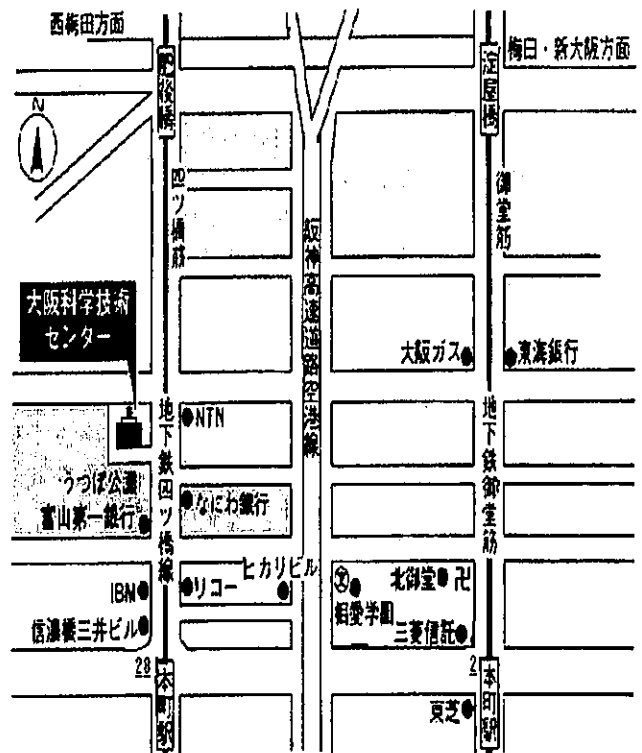 西梅田方面
肥後橋
淀屋橋
梅田・新大阪方面
N
四ツ橋筋
御堂筋
阪神高速道路空港線
大阪科学技術
センター
大阪ガス
東海銀行
NTN
地下鉄四ツ橋線
地下鉄御堂筋
うつぼ公園
富山第一銀行
なにわ銀行
ヒカリビル
IBM
リコー
文
北御堂
卍
相愛学園
信濃橋三井ビル
三菱信託
28
2
本町駅
本町駅
東芝